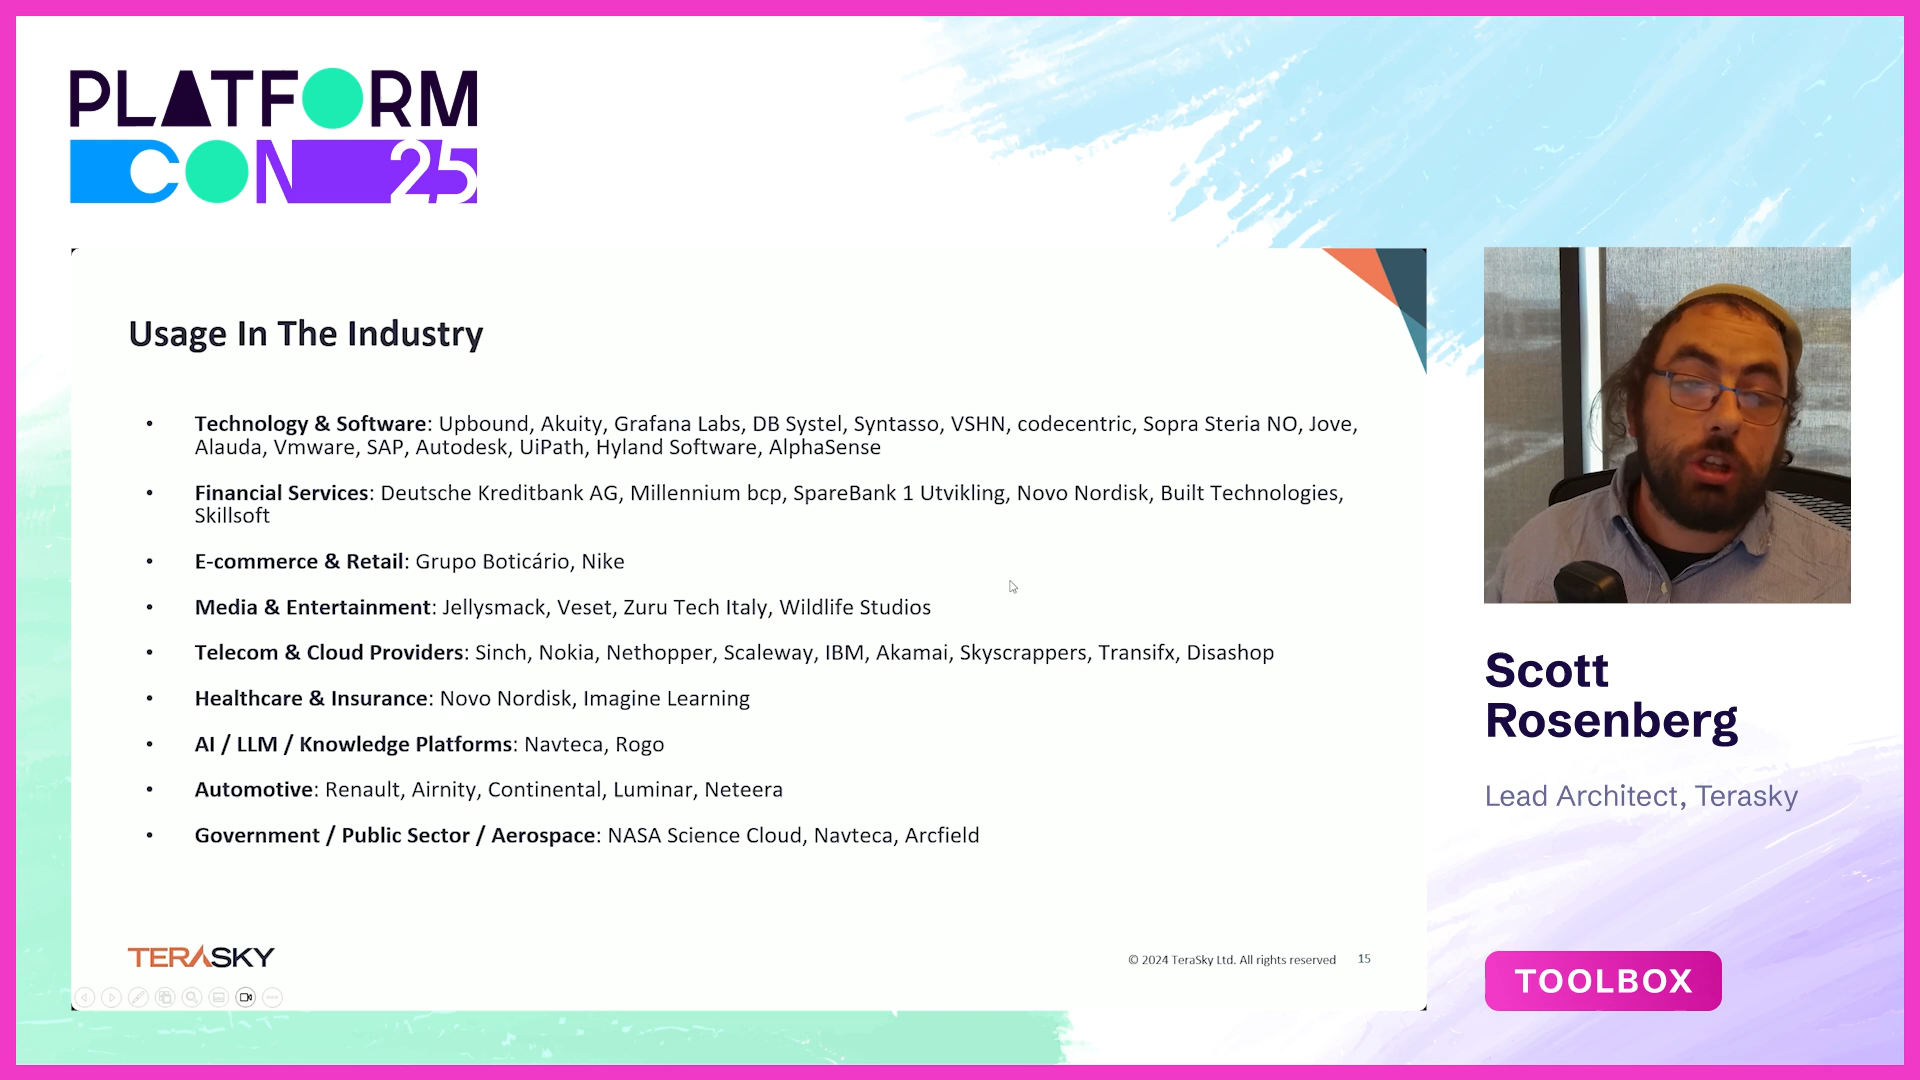 PLATFORM
CON 25
Usage In The Industry
• Technology & Software: Upbound, Akuity, Grafana Labs, DB Systel, Syntasso, VSHN, codecentric, Sopra Steria NO, Jove,
Alauda, Vmware, SAP, Autodesk, UiPath, Hyland Software, AlphaSense
• Financial Services: Deutsche Kreditbank AG, Millennium bcp, SpareBank 1 Utvikling, Novo Nordisk, Built Technologies,
Skillsoft
• E-commerce & Retail: Grupo Boticário, Nike
• Media & Entertainment: Jellysmack, Veset, Zuru Tech Italy, Wildlife Studios
• Telecom & Cloud Providers: Sinch, Nokia, Nethopper, Scaleway, IBM, Akamai, Skyscrappers, Transifx, Disashop
• Healthcare & Insurance: Novo Nordisk, Imagine Learning
• AI / LLM / Knowledge Platforms: Navteca, Rogo
• Automotive: Renault, Airnity, Continental, Luminar, Neteera
• Government / Public Sector / Aerospace: NASA Science Cloud, Navteca, Arcfield
TERASKY
© 2024 TeraSky Ltd. All rights reserved 15
Scott
Rosenberg
Lead Architect, Terasky
TOOLBOX